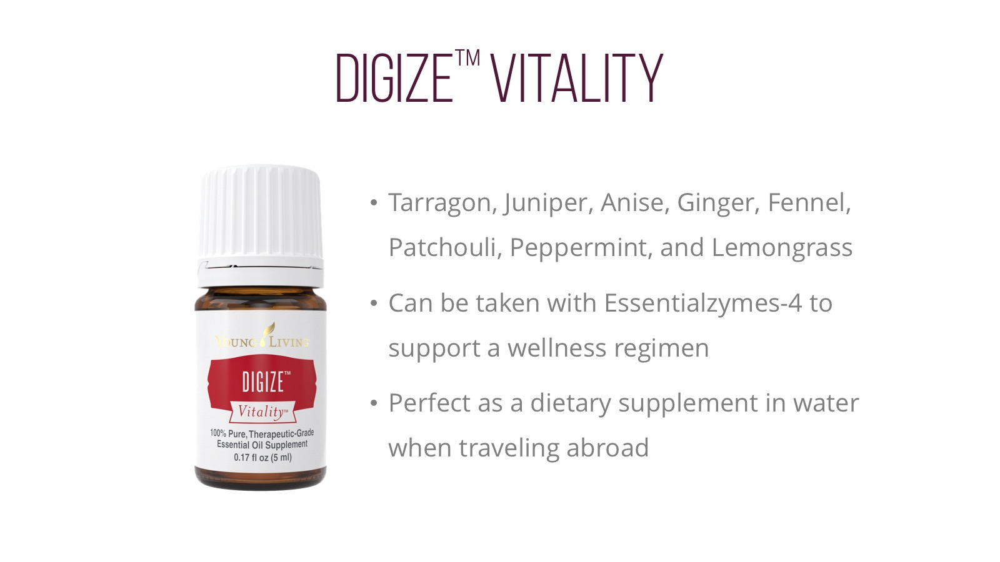 DIGIZE™ VITALITY
• Tarragon, Juniper, Anise, Ginger, Fennel,
Patchouli, Peppermint, and Lemongrass
• Can be taken with Essentialzymes-4 to
support a wellness regimen
• Perfect as a dietary supplement in water
when traveling abroad
YOUNG LIVING
DIGIZE™
Vitality™
100% Pure, Therapeutic-Grade
Essential Oil Supplement
0.17 fl oz (5 ml)